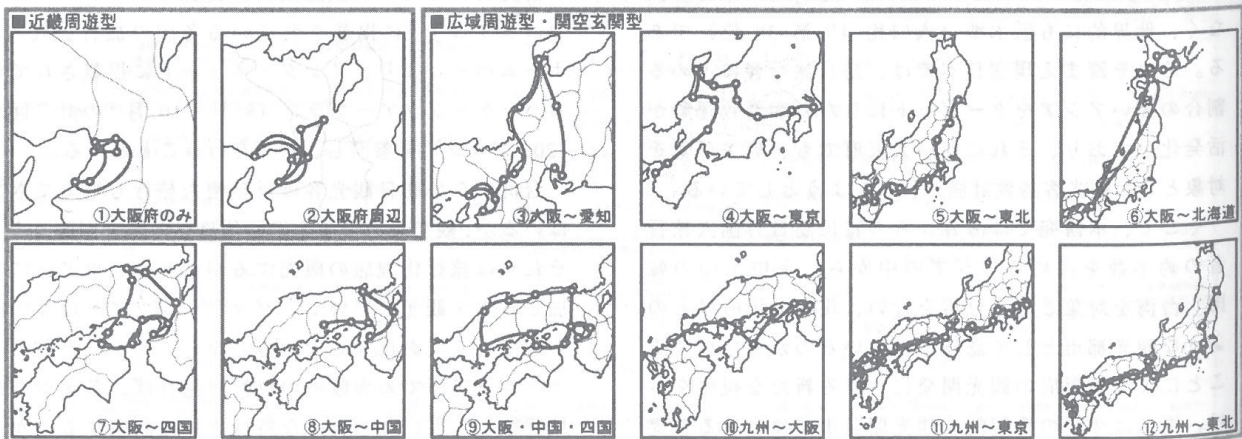 ■近畿周遊型
■広域周遊型・関空玄関型
①大阪府のみ
②大阪府周辺
③大阪～愛知
④大阪～東京
⑤大阪～東北
⑥大阪～北海道
⑦大阪～四国
⑧大阪～中国
⑨大阪・中国・四国
⑩九州～大阪
⑪九州～東京
⑫九州～東北